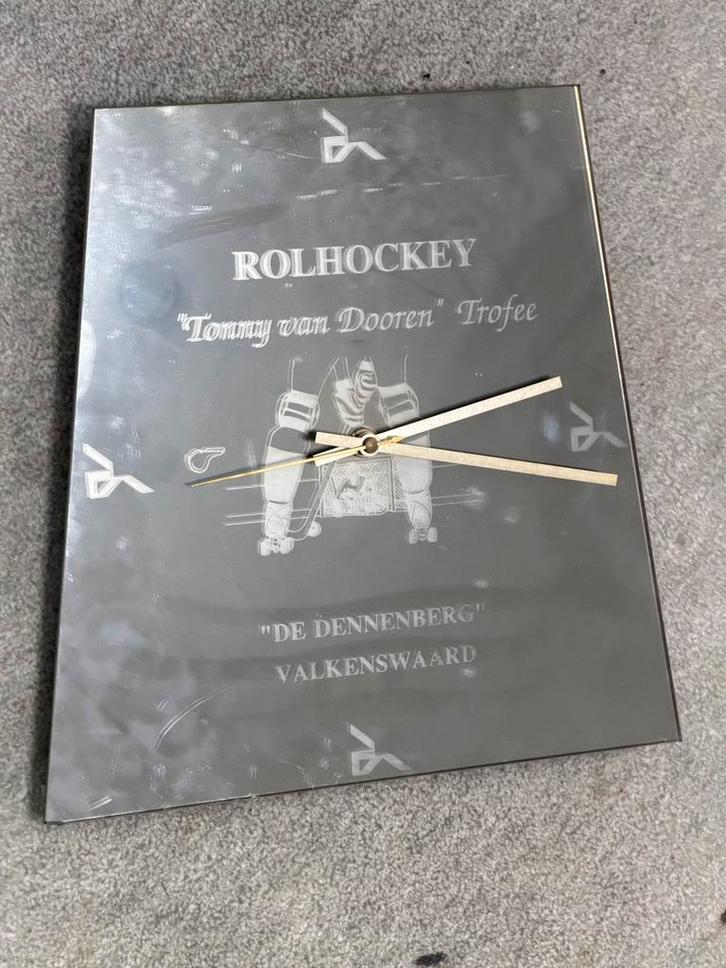 ROLHOCKEY
"Tommy van Dooren" Trofee
"DE DENNENBERG"
VALKENSWAARD